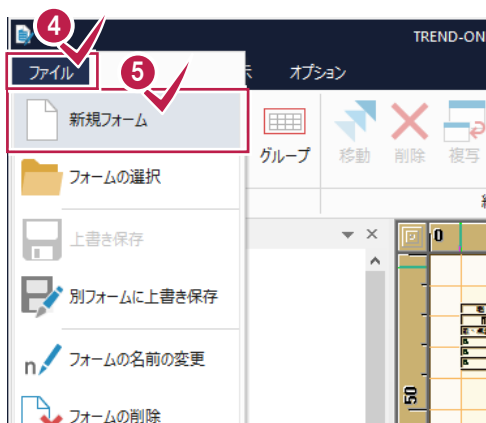 4
TREND-ON
ファイル
5
示 オプション
新規フォーム
グループ
移動
削除
複写
フォームの選択
上書き保存
0
別フォームに上書き保存
フォームの名前の変更
50
フォームの削除